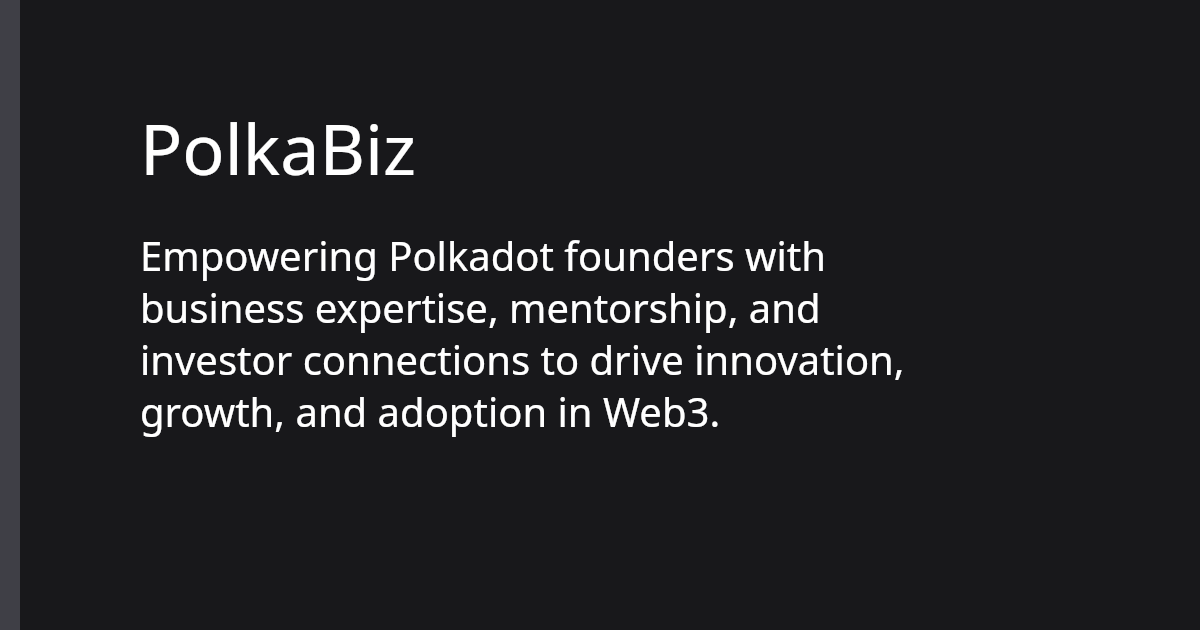 PolkaBiz
Empowering Polkadot founders with
business expertise, mentorship, and
investor connections to drive innovation,
growth, and adoption in Web3.